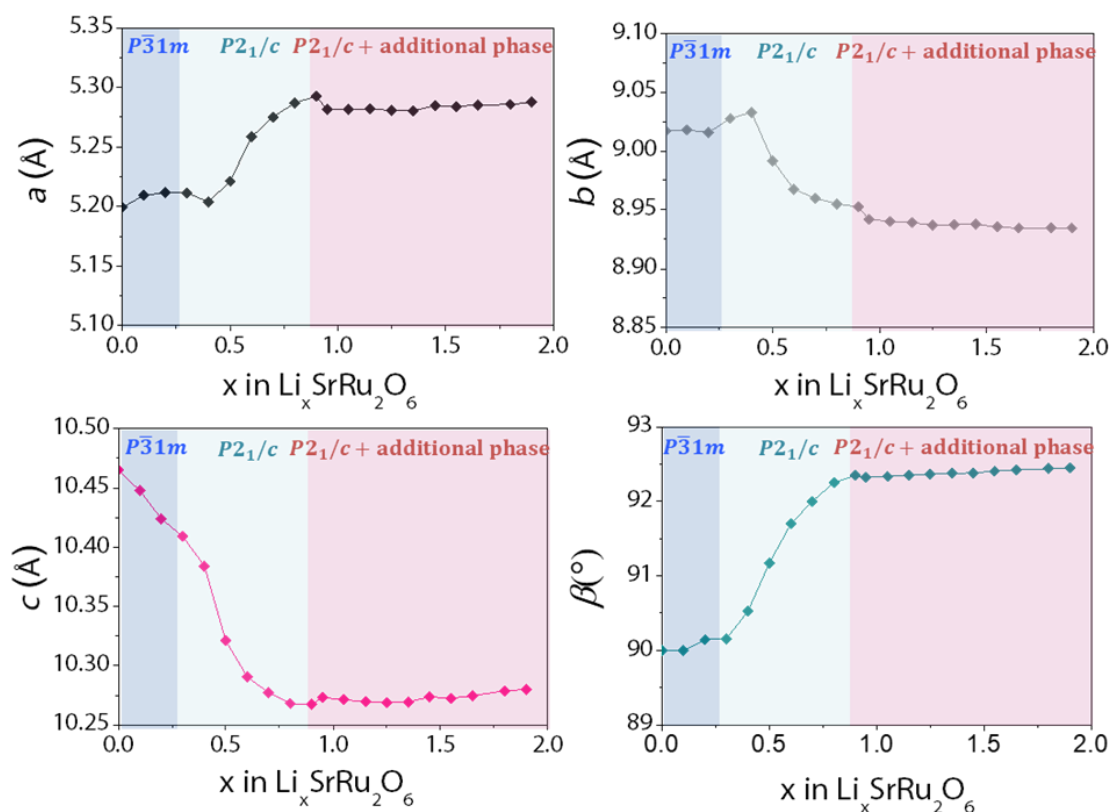 5.35
5.30
5.25
5.20
5.15
5.10
a (Å)
P3̅1m
P2₁/c
P2₁/c + additional phase
0.0 0.5 1.0 1.5 2.0
x in LiₓSrRu₂O₆
9.10
9.05
9.00
8.95
8.90
8.85
b (Å)
P3̅1m
P2₁/c
P2₁/c + additional phase
0.0 0.5 1.0 1.5 2.0
x in LiₓSrRu₂O₆
10.50
10.45
10.40
10.35
10.30
10.25
c (Å)
P3̅1m
P2₁/c
P2₁/c + additional phase
0.0 0.5 1.0 1.5 2.0
x in LiₓSrRu₂O₆
93
92
91
90
89
β(°)
P3̅1m
P2₁/c
P2₁/c + additional phase
0.0 0.5 1.0 1.5 2.0
x in LiₓSrRu₂O₆